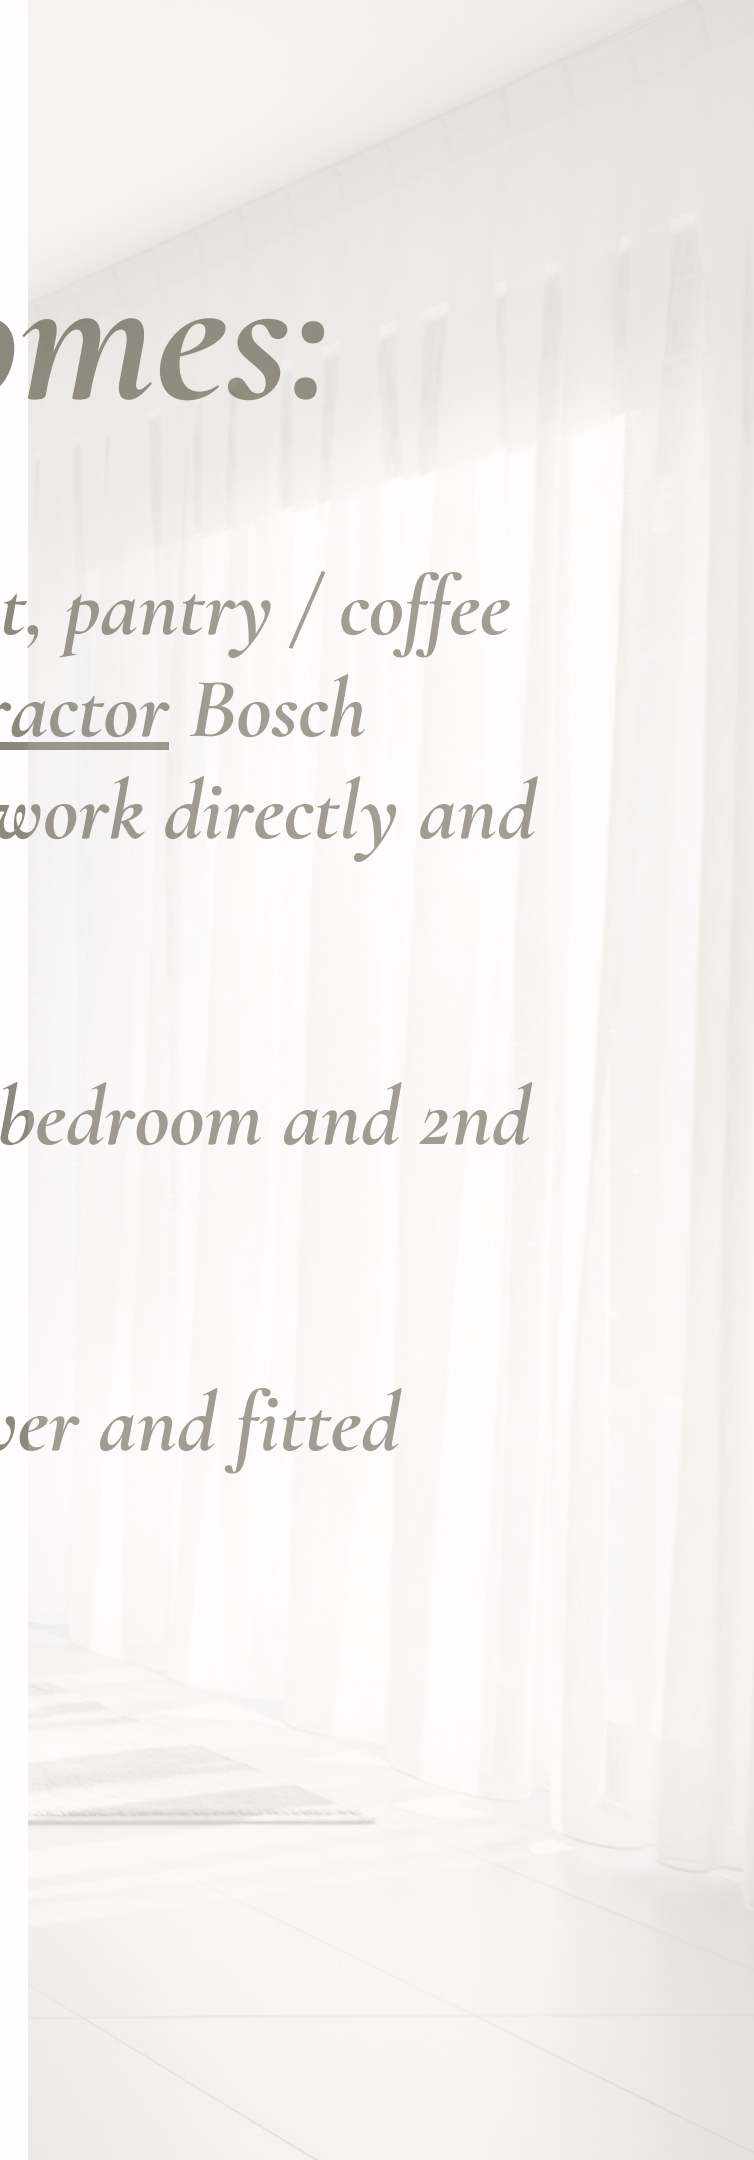 omes:
t, pantry / coffee
ractor Bosch
work directly and
bedroom and 2nd
ver and fitted